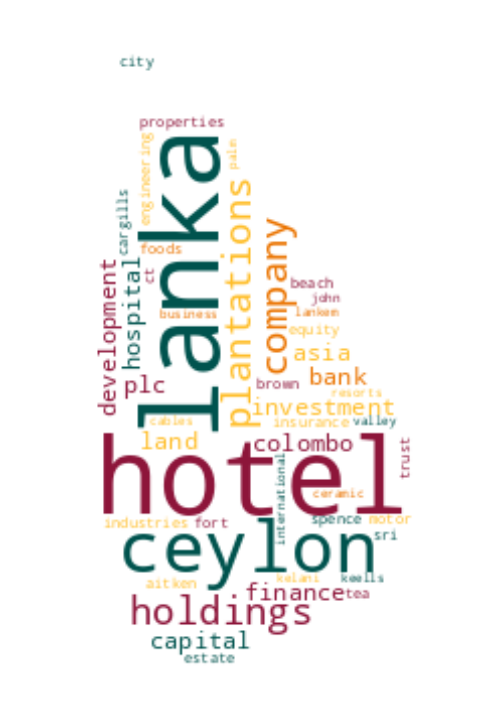 city
properties
engineering
palm
lanka
cargills
plantations
company
foods
hospital
development
ct
beach
john
business
lankem
equity
asia
plc
brown
bank
resorts
investment
cables
insurance
valley
land
colombo
trust
hotel
international
ceramic
industries
fort
spence
motor
ceylon
sri
aitken
kelani
keells
finance
tea
holdings
capital
estate